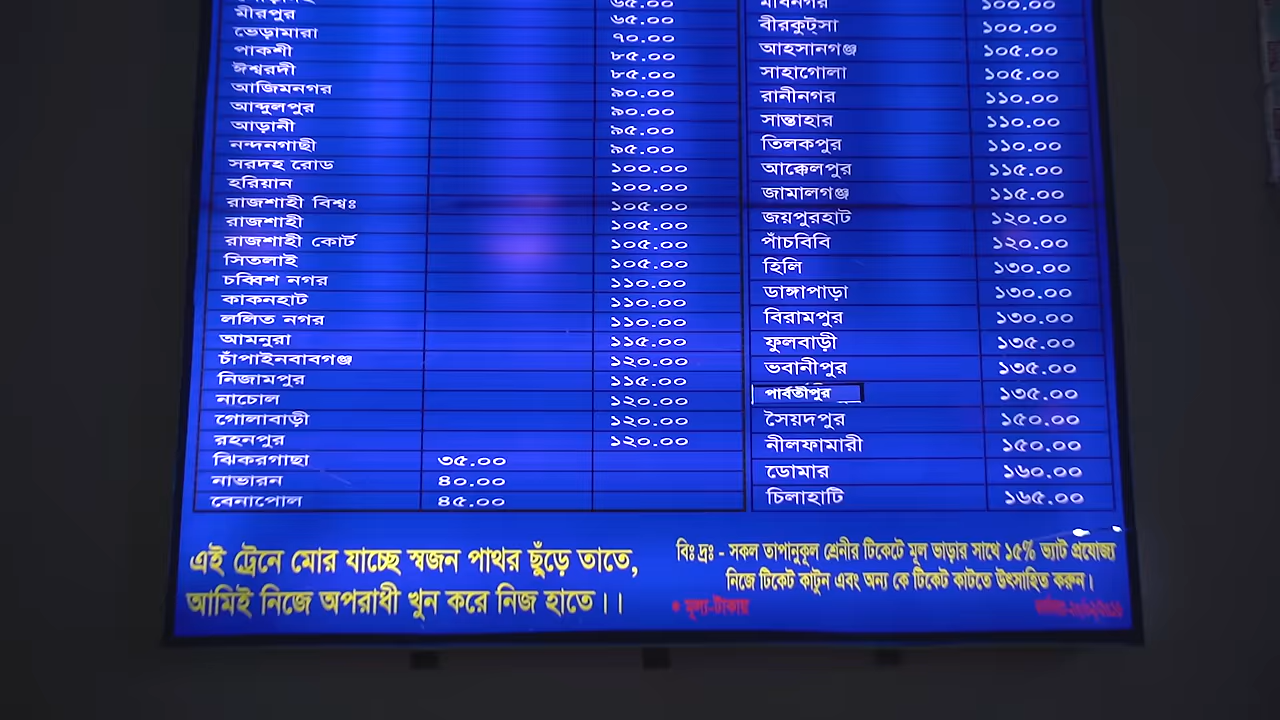 ৬৫.০০
মীরপুর ৬৫.০০
ভেড়ামারা ৭০.০০
পাকশী ৮৫.০০
ঈশ্বরদী ৮৫.০০
আজিমনগর ৯০.০০
আব্দুলপুর ৯০.০০
আড়ানী ৯৫.০০
নন্দনগাছী ৯৫.০০
সরদহ রোড ১০০.০০
হরিয়ান ১০০.০০
রাজশাহী বিশ্বঃ ১০৫.০০
রাজশাহী ১০৫.০০
রাজশাহী কোর্ট ১০৫.০০
সিতলাই ১০৫.০০
চব্বিশ নগর ১১০.০০
কাকনহাট ১১০.০০
ললিত নগর ১১০.০০
আমনুরা ১১৫.০০
চাঁপাইনবাবগঞ্জ ১২০.০০
নিজামপুর ১১৫.০০
নাচোল ১২০.০০
গোলাবাড়ী ১২০.০০
রহনপুর ১২০.০০
ঝিকরগাছা ৩৫.০০
নাভারন ৪০.০০
বেনাপোল ৪৫.০০
মাধনগর ১০০.০০
বীরকুট্সা ১০০.০০
আহসানগঞ্জ ১০৫.০০
সাহাগোলা ১০৫.০০
রানীনগর ১১০.০০
সান্তাহার ১১০.০০
তিলকপুর ১১০.০০
আক্কেলপুর ১১৫.০০
জামালগঞ্জ ১১৫.০০
জয়পুরহাট ১২০.০০
পাঁচবিবি ১২০.০০
হিলি ১৩০.০০
ডাঙ্গাপাড়া ১৩০.০০
বিরামপুর ১৩০.০০
ফুলবাড়ী ১৩৫.০০
ভবানীপুর ১৩৫.০০
পার্বতীপুর ১৩৫.০০
সৈয়দপুর ১৫০.০০
নীলফামারী ১৫০.০০
ডোমার ১৬০.০০
চিলাহাটি ১৬৫.০০
এই ট্রেনে মোর যাচ্ছে স্বজন পাথর ছুঁড়ে তাতে,
আমিই নিজে অপরাধী খুন করে নিজ হাতে।।
বিঃ দ্রঃ - সকল তাপানুকূল শ্রেনীর টিকেটে মূল ভাড়ার সাথে ১৫% ভ্যাট প্রযোজ্য
নিজে টিকেট কাটুন এবং অন্য কে টিকেট কাটতে উৎসাহিত করুন।
* মূল্য-টাকায়